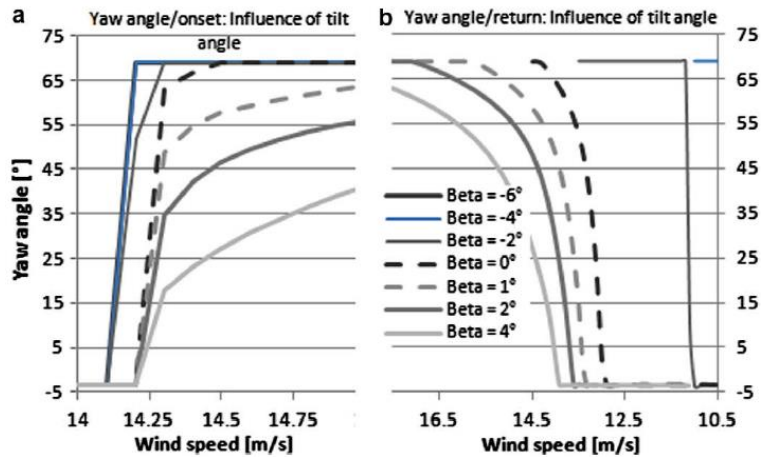 a
Yaw angle/onset: Influence of tilt
angle
75
65
55
45
35
25
15
5
-5
Yaw angle [°]
14
14.25
14.5
14.75
Wind speed [m/s]
b
Yaw angle/return: Influence of tilt angle
75
65
55
45
35
25
15
5
-5
Beta = -6°
Beta = -4°
Beta = -2°
Beta = 0°
Beta = 1°
Beta = 2°
Beta = 4°
16.5
14.5
12.5
10.5
Wind speed [m/s]